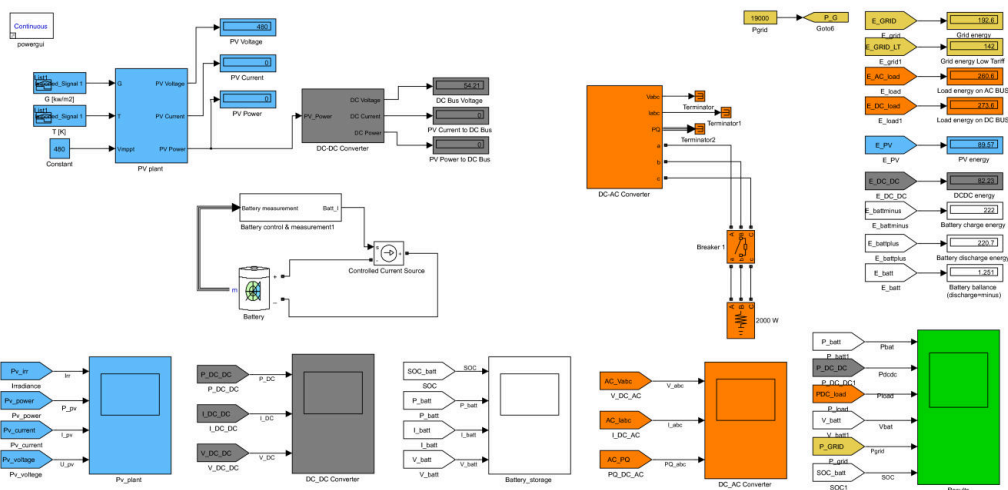 Continuous
powergui
480
PV Voltage
0
PV Current
0
PV Power
List1
G [kw/m2]
List1
T [K]
480
Constant
G
T
Vmppt
PV Voltage
PV Current
PV Power
PV plant
PV_Power
DC Voltage
DC Current
DC Power
DC-DC Converter
54.21
DC Bus Voltage
0
PV Current to DC Bus
0
PV Power to DC Bus
19000
Pgrid
P_G
Goto6
Vabc
Iabc
PQ
a
b
c
DC-AC Converter
Terminator
Terminator1
Terminator2
Breaker 1
A
B
C
a
b
c
A
B
C
2000 W
E_GRID
E_grid
192.6
Grid energy
E_GRID_LT
E_grid1
142
Grid energy Low Tariff
E_AC_load
E_load
280.6
Load energy on AC BUS
E_DC_load
E_load1
273.6
Load energy on DC BUS
E_PV
E_PV
89.57
PV energy
E_DC_DC
E_DC_DC
82.23
DCDC energy
E_battminus
E_battminus
222
Battery charge energy
E_battplus
E_battplus
220.7
Battery discharge energy
E_batt
E_batt
1.251
Battery ballance
(discharge=minus)
Battery measurement
Batt_I
Battery control & measurement1
Controlled Current Source
m
+
_
Battery
Pv_irr
Irradiance
Irr
Pv_power
Pv_power
P_pv
Pv_current
Pv_current
I_pv
Pv_voltage
Pv_voltege
U_pv
Pv_plant
P_DC_DC
P_DC_DC
P_DC
I_DC_DC
I_DC_DC
I_DC
V_DC_DC
V_DC_DC
V_DC
DC_DC Converter
SOC_batt
SOC
SOC
P_batt
P_batt
P_batt
I_batt
I_batt
I_batt
V_batt
V_batt
V_batt
Battery_storage
AC_Vabc
V_DC_AC
V_abc
AC_Iabc
I_DC_AC
I_abc
AC_PQ
PQ_DC_AC
PQ_abc
DC_AC Converter
P_batt
P_batt1
Pbat
P_DC_DC
P_DC_DC1
Pdcdc
PDC_load
P_load
Pload
V_batt
V_batt1
Vbat
P_GRID
P_grid
Pgrid
SOC_batt
SOC1
SOC